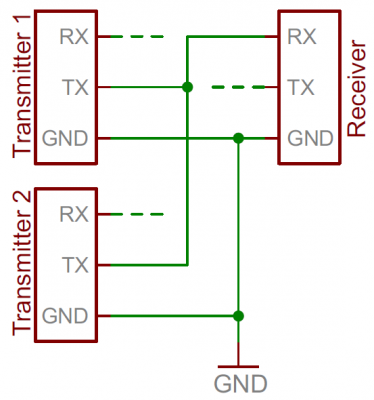 Transmitter 1
RX
TX
GND
Receiver
RX
TX
GND
Transmitter 2
RX
TX
GND
GND